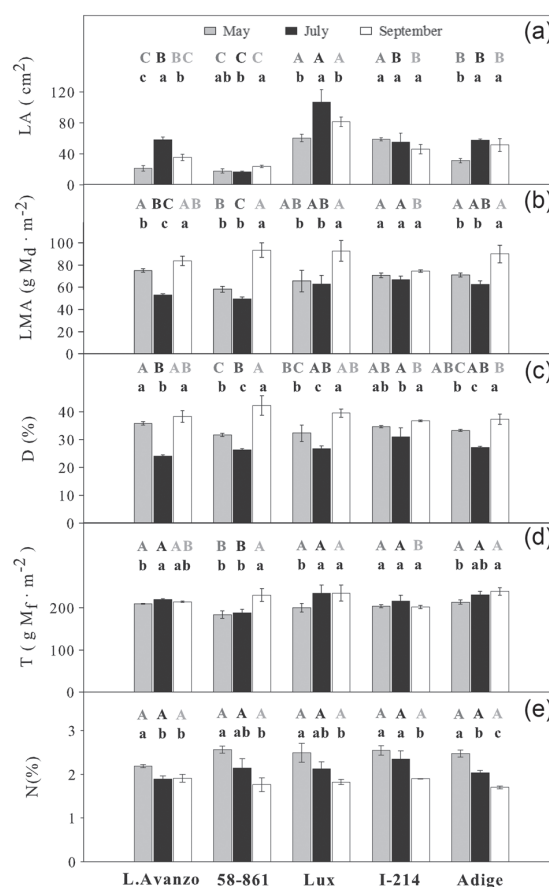 May July September (a)
C B BC C C C A A A A B B B B B
c a b ab b a b a b a a a b a a
LA ( cm2)
120
80
40
0
(b)
A BC AB B C A AB AB A A A B A AB A
b c a b b a b b a a a a b b a
LMA (g Md · m-2)
100
80
60
40
20
0
(c)
A B AB C B A BC AB AB AB A B ABC AB B
a b a b c a b c a ab b a b c a
D (%)
40
30
20
10
0
(d)
A A AB B B A A A A A A B A A A
b a ab b b a b a a a a a b ab a
T ( g Mf · m-2)
200
100
0
(e)
A A A A A A A A A A A A A A A
a b b a ab b a ab b a a b a b c
N(%)
3
2
1
0
L.Avanzo 58-861 Lux I-214 Adige